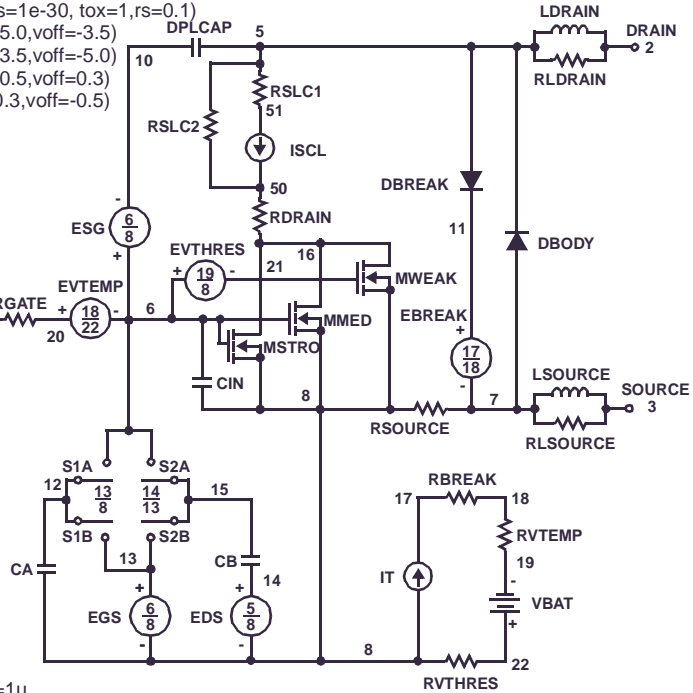 s=1e-30, tox=1,rs=0.1)
5.0,voff=-3.5)
3.5,voff=-5.0)
0.5,voff=0.3)
0.3,voff=-0.5)
DPLCAP
5
10
LDRAIN
DRAIN
2
RLDRAIN
RSLC1
51
RSLC2
ISCL
50
DBREAK
RDRAIN
ESG
6
8
-
+
11
DBODY
EVTHRES
+ 19 -
8
21
16
MWEAK
EVTEMP
RGATE + 18 -
22
20
6
EBREAK +
17
18
-
MMED
MSTRO
CIN
8
7
LSOURCE
SOURCE
3
RSOURCE
RLSOURCE
S1A
S2A
12
13
8
14
13
15
S1B
S2B
13
CA
CB
14
+
+
EGS
6
8
EDS
5
8
-
-
RBREAK
17
18
RVTEMP
19
-
IT
VBAT
+
8
22
RVTHRES
=1u